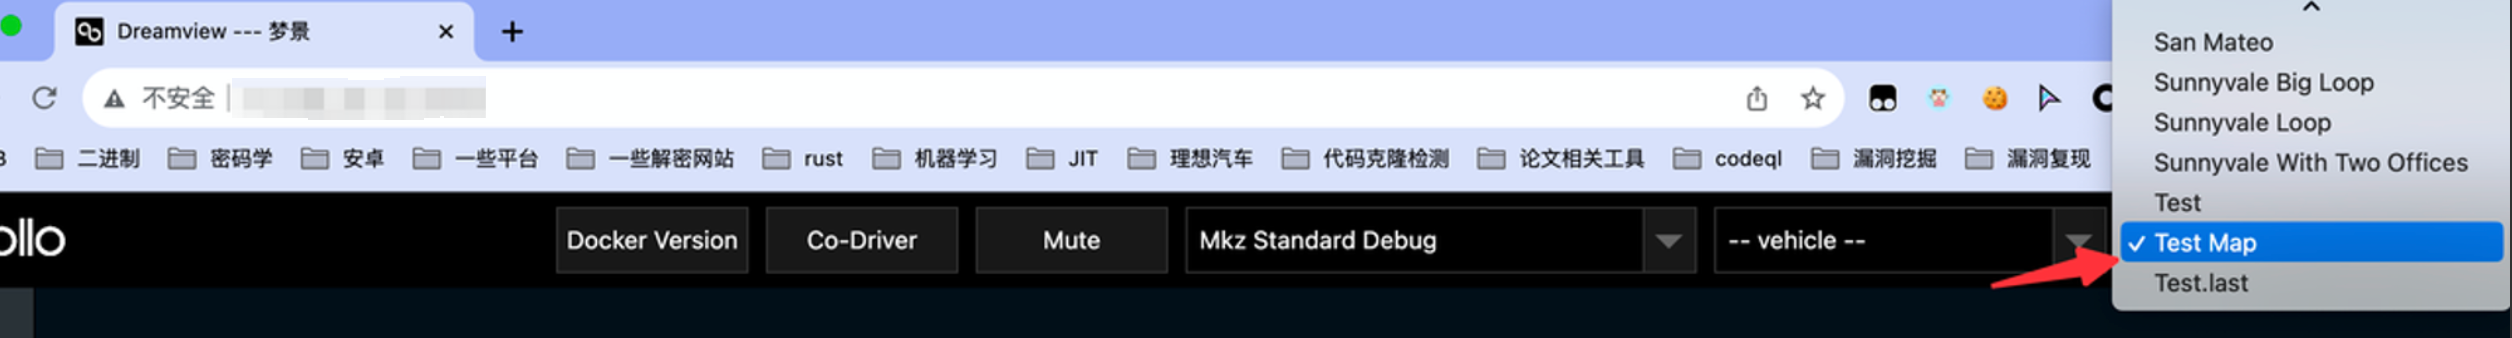 Dreamview --- 梦景
不安全
二进制 密码学 安卓 一些平台 一些解密网站 rust 机器学习 JIT 理想汽车 代码克隆检测 论文相关工具 codeql 漏洞挖掘 漏洞复现
ollo Docker Version Co-Driver Mute Mkz Standard Debug -- vehicle --
San Mateo
Sunnyvale Big Loop
Sunnyvale Loop
Sunnyvale With Two Offices
Test
✓ Test Map
Test.last